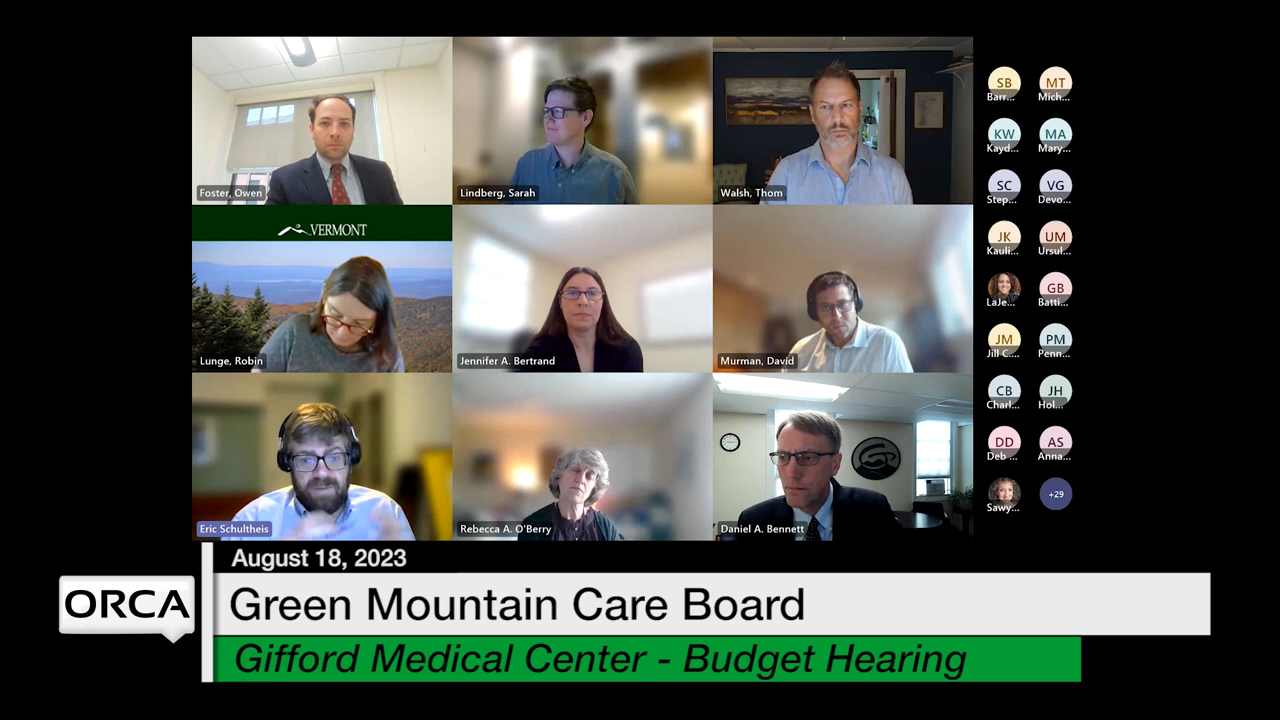 Foster, Owen
Lindberg, Sarah
Walsh, Thom
SB
Barr...
MT
Mich...
KW
Kayd...
MA
Mary...
SC
Step...
VG
Devo...
VERMONT
Lunge, Robin
Jennifer A. Bertrand
Murman, David
JK
Kauli...
UM
Ursul...
LaJe...
GB
Batti...
JM
Jill C...
PM
Penn...
Eric Schultheis
Rebecca A. O'Berry
Daniel A. Bennett
CB
Charl...
JH
Hol...
DD
Deb ...
AS
Anna...
Sawy...
+29
August 18, 2023
ORCA
Green Mountain Care Board
Gifford Medical Center - Budget Hearing